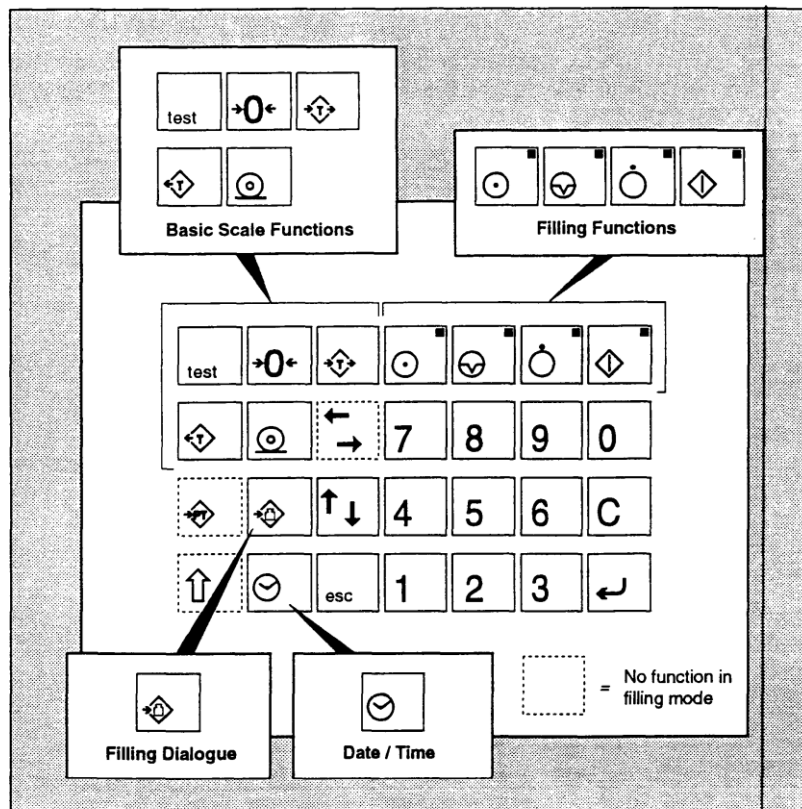 test →0← T
T
Basic Scale Functions
Filling Functions
test →0← T
T ← → 7 8 9 0
PT ↑ ↓ 4 5 6 C
⇧ esc 1 2 3 ↵
Filling Dialogue
Date / Time
= No function in
filling mode